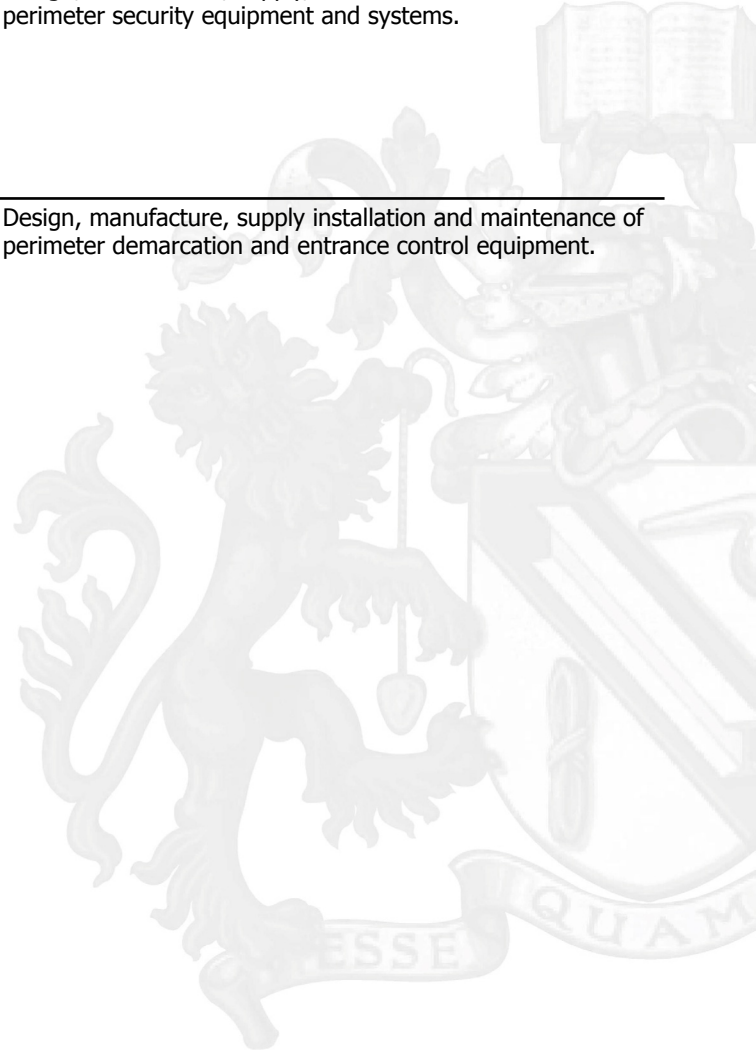 perimeter security equipment and systems.
Design, manufacture, supply installation and maintenance of
perimeter demarcation and entrance control equipment.
ESSE
QUAM